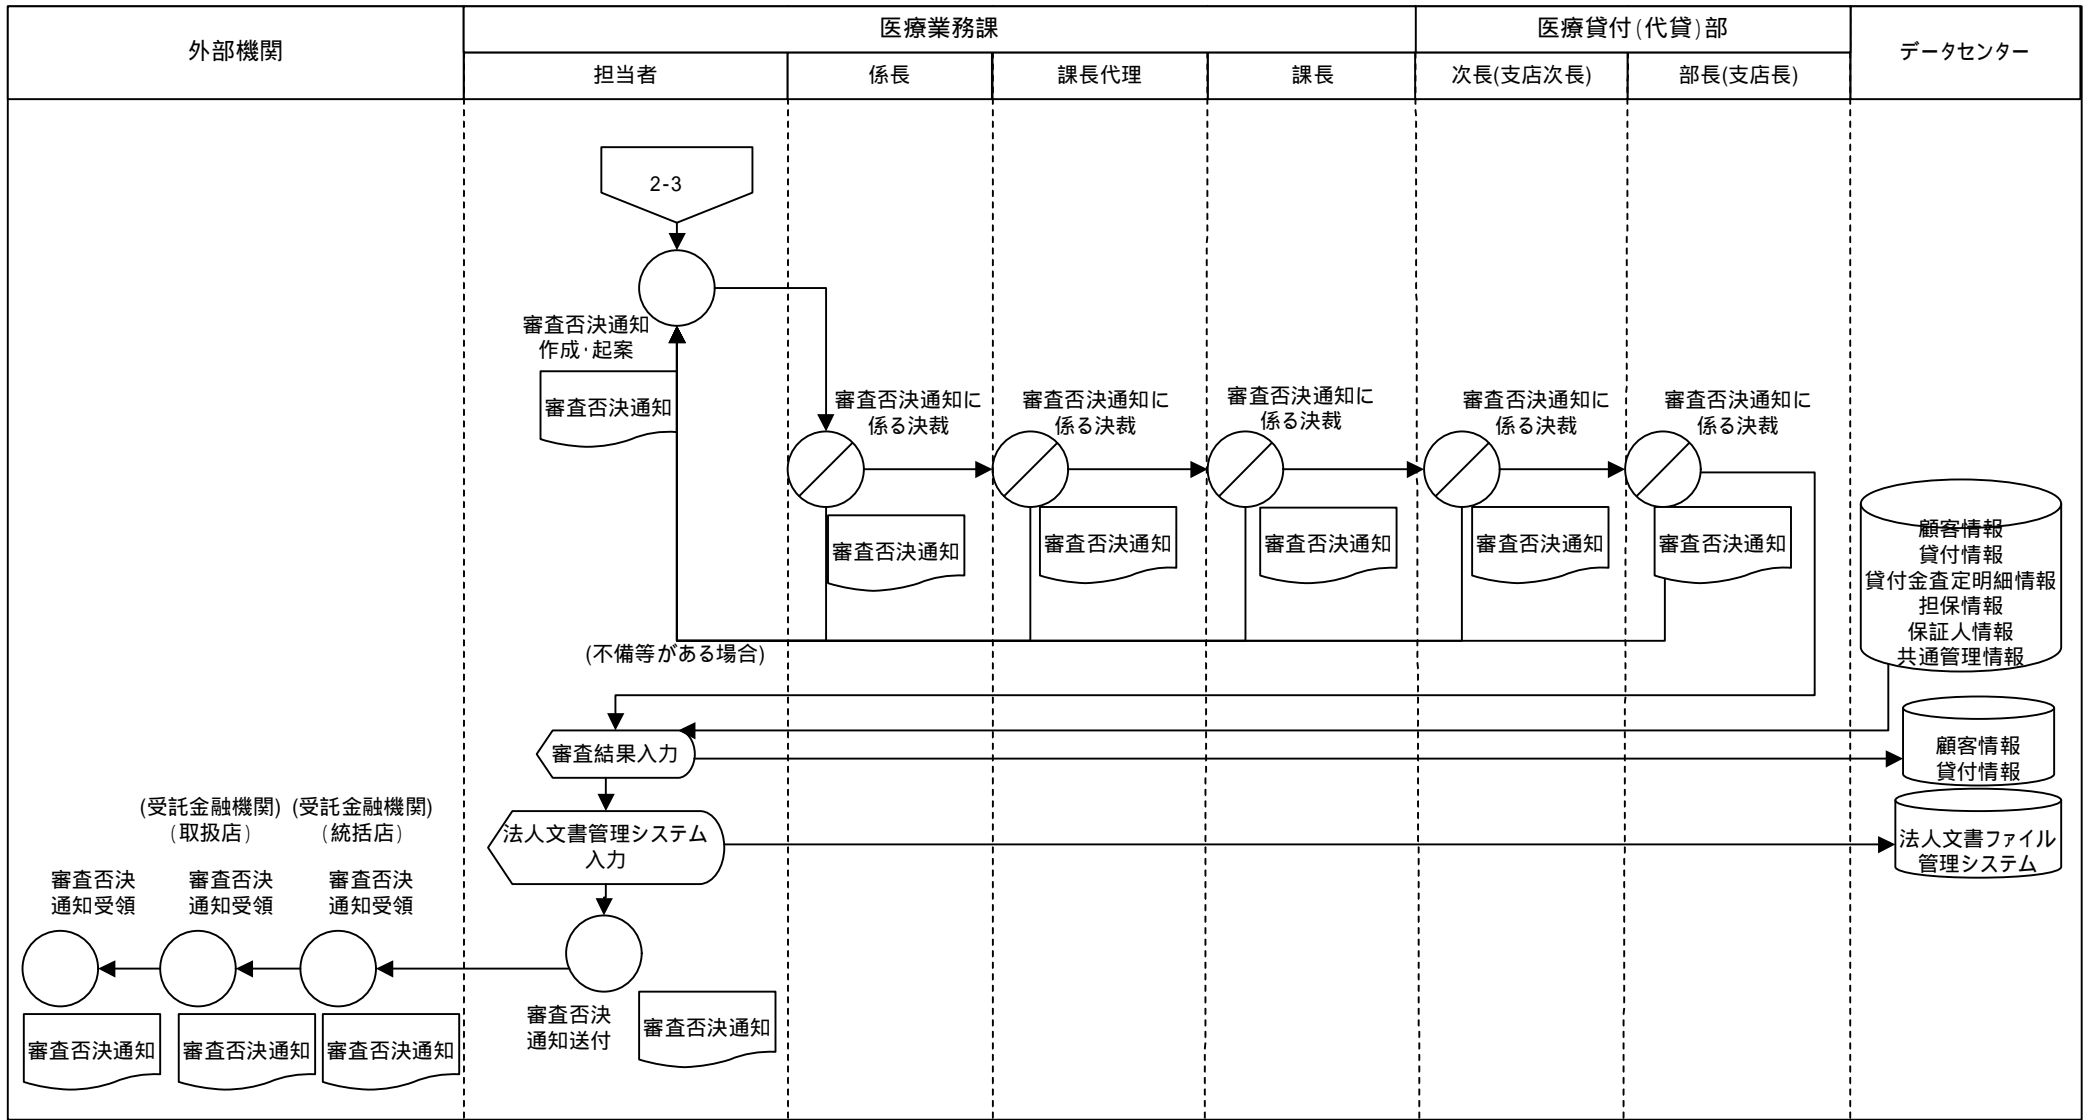 外部機関
医療業務課
医療貸付(代貸)部
データセンター
担当者
係長
課長代理
課長
次長(支店次長)
部長(支店長)
2-3
審査否決通知
作成・起案
審査否決通知
審査否決通知に
係る決裁
審査否決通知に
係る決裁
審査否決通知に
係る決裁
審査否決通知に
係る決裁
審査否決通知に
係る決裁
審査否決通知
審査否決通知
審査否決通知
審査否決通知
審査否決通知
顧客情報
貸付情報
貸付金査定明細情報
担保情報
保証人情報
共通管理情報
(不備等がある場合)
審査結果入力
顧客情報
貸付情報
法人文書管理システム
入力
法人文書ファイル
管理システム
(受託金融機関)
(取扱店)
(受託金融機関)
(統括店)
審査否決
通知受領
審査否決
通知受領
審査否決
通知受領
審査否決
通知送付
審査否決通知
審査否決通知
審査否決通知
審査否決通知